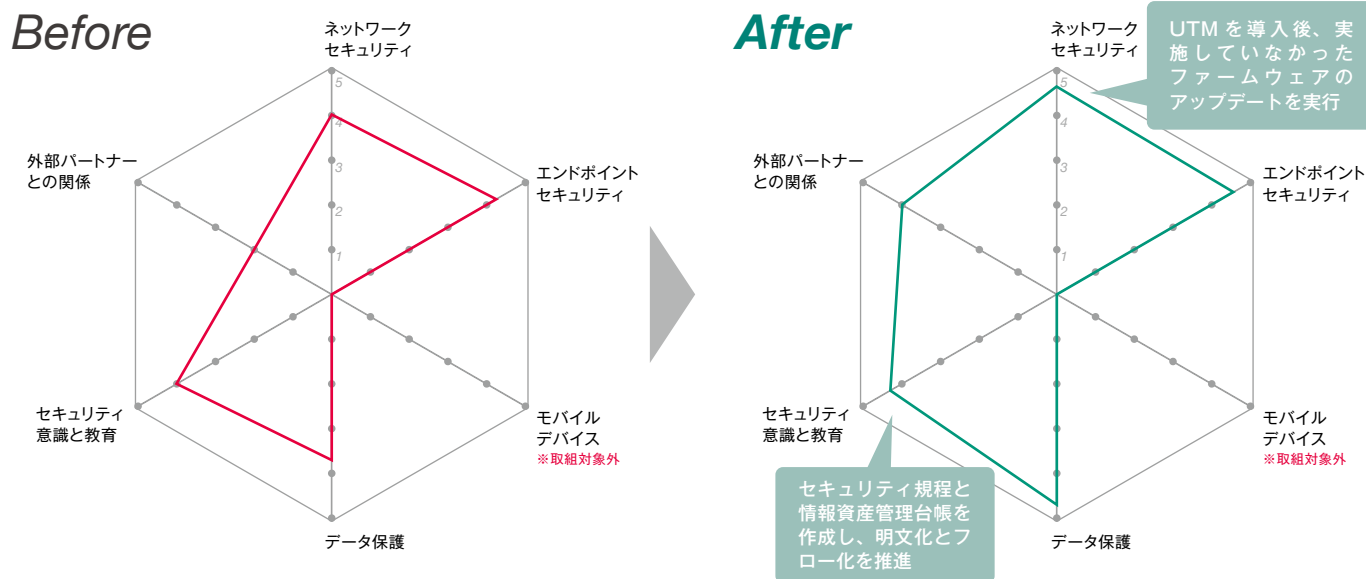 Before
ネットワーク
セキュリティ
5
4
3
2
1
外部パートナー
との関係
エンドポイント
セキュリティ
セキュリティ
意識と教育
モバイル
デバイス
※取組対象外
データ保護
After
ネットワーク
セキュリティ
UTM を導入後、実
施していなかった
ファームウェアの
アップデートを実行
5
4
3
2
1
外部パートナー
との関係
エンドポイント
セキュリティ
セキュリティ
意識と教育
モバイル
デバイス
※取組対象外
セキュリティ規程と
情報資産管理台帳を
作成し、明文化とフ
ロー化を推進
データ保護